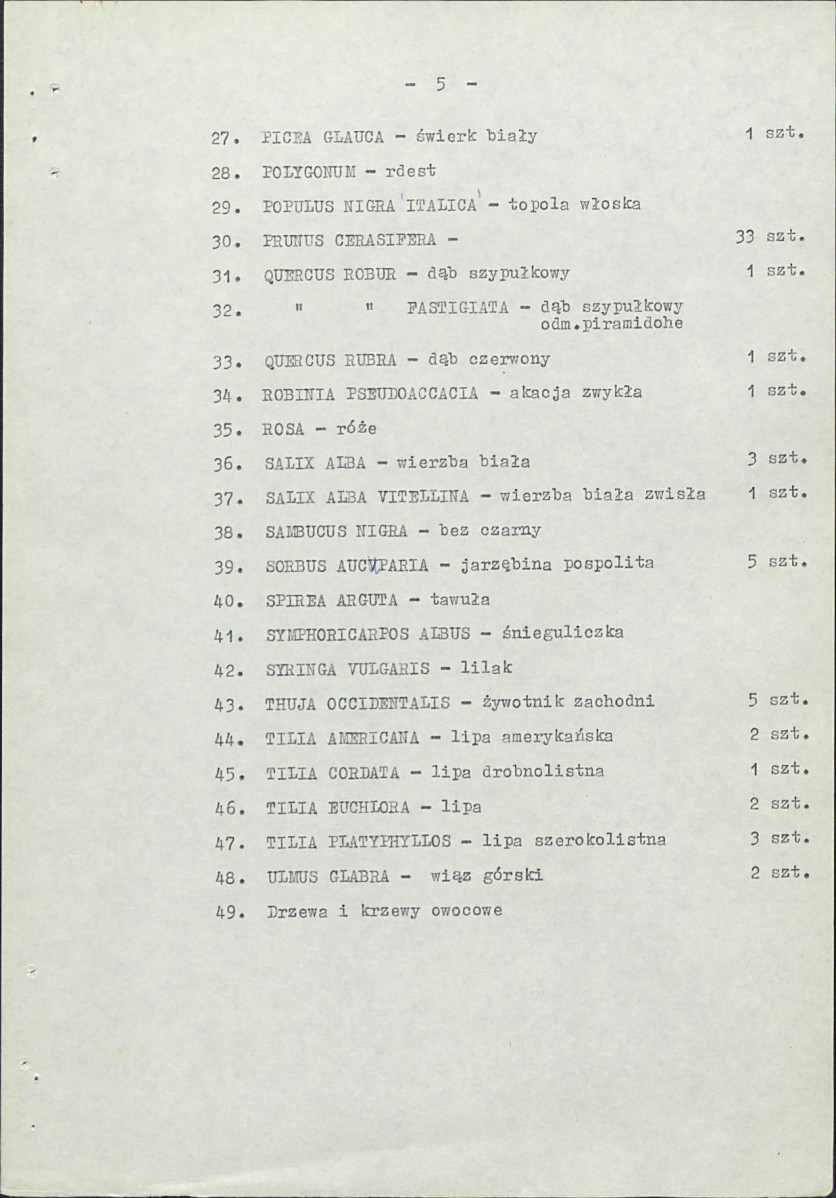 - 5 -
27. PICEA GLAUCA - świerk biały 1 szt.
28. POLYGONUM - rdest
29. POPULUS NIGRA 'ITALICA' - topola włoska
30. PRUNUS CERASIFERA - 33 szt.
31. QUERCUS ROBUR - dąb szypułkowy 1 szt.
32. " " FASTIGIATA - dąb szypułkowy
odm.piramidohe
33. QUERCUS RUBRA - dąb czerwony 1 szt.
34. ROBINIA PSEUDOACCACIA - akacja zwykła 1 szt.
35. ROSA - róże
36. SALIX ALBA - wierzba biała 3 szt.
37. SALIX ALBA VITELLINA - wierzba biała zwisła 1 szt.
38. SAMBUCUS NIGRA - bez czarny
39. SORBUS AUCUPARIA - jarzębina pospolita 5 szt.
40. SPIREA ARGUTA - tawuła
41. SYMPHORICARPOS ALBUS - śnieguliczka
42. SYRINGA VULGARIS - lilak
43. THUJA OCCIDENTALIS - żywotnik zachodni 5 szt.
44. TILIA AMERICANA - lipa amerykańska 2 szt.
45. TILIA CORDATA - lipa drobnolistna 1 szt.
46. TILIA EUCHLORA - lipa 2 szt.
47. TILIA PLATYPHYLLOS - lipa szerokolistna 3 szt.
48. ULMUS GLABRA - wiąz górski 2 szt.
49. Drzewa i krzewy owocowe